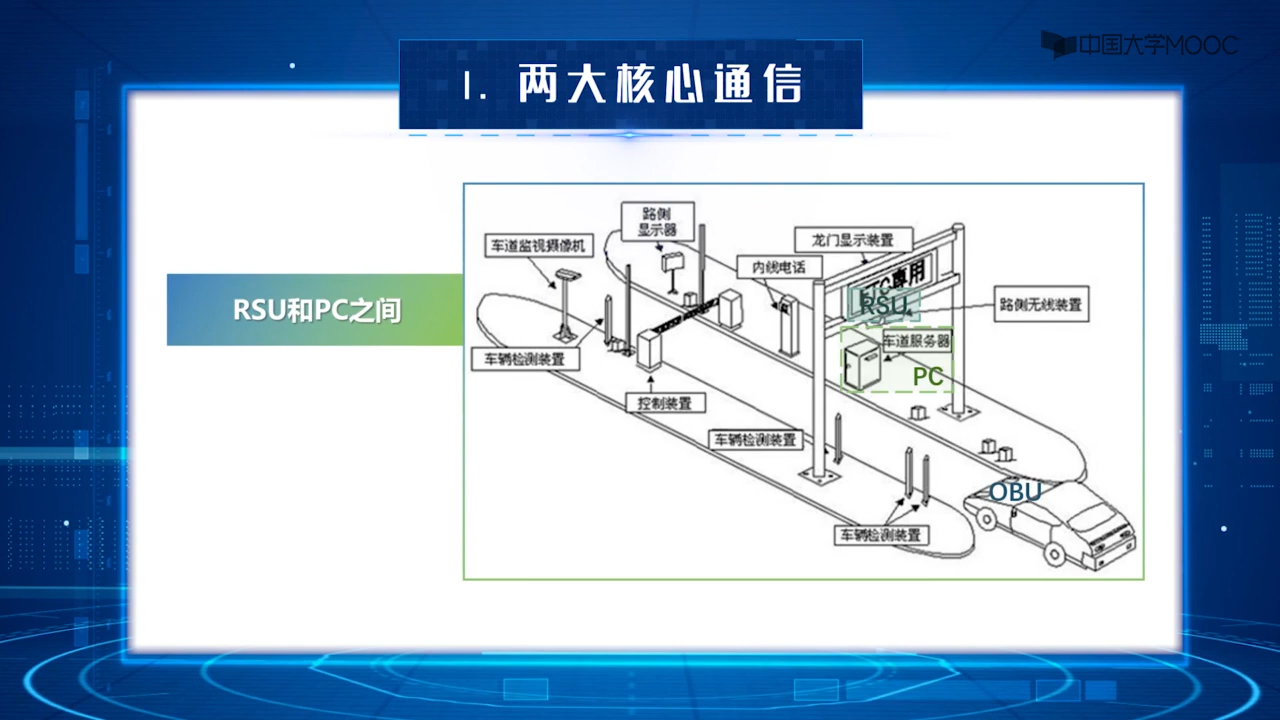 中国大学MOOC
1. 两大核心通信
路侧
显示器
车道监视摄像机
龙门显示装置
内线电话
专用
RSU
路侧无线装置
RSU和PC之间
车道服务器
车辆检测装置
PC
控制装置
车辆检测装置
OBU
车辆检测装置